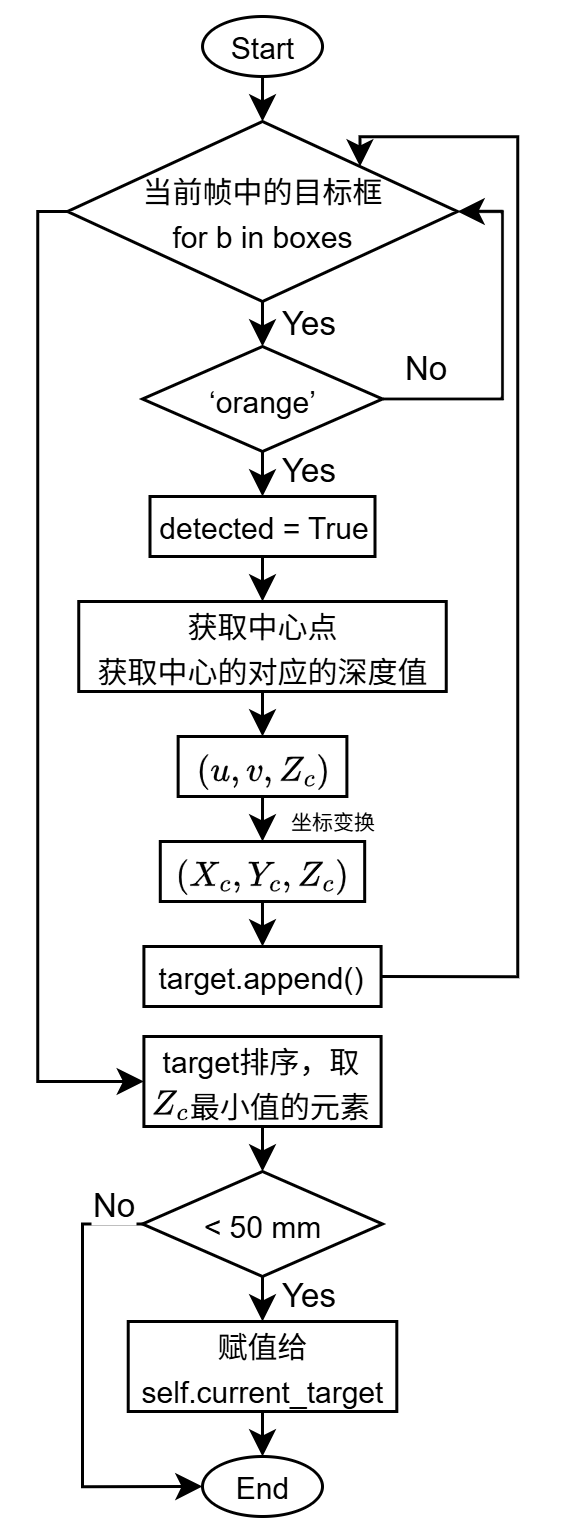 Start
当前帧中的目标框
for b in boxes
Yes
No
‘orange’
Yes
detected = True
获取中心点
获取中心的对应的深度值
(u, v, Z_c)
坐标变换
(X_c, Y_c, Z_c)
target.append()
target排序，取
Z_c最小值的元素
No
< 50 mm
Yes
赋值给
self.current_target
End